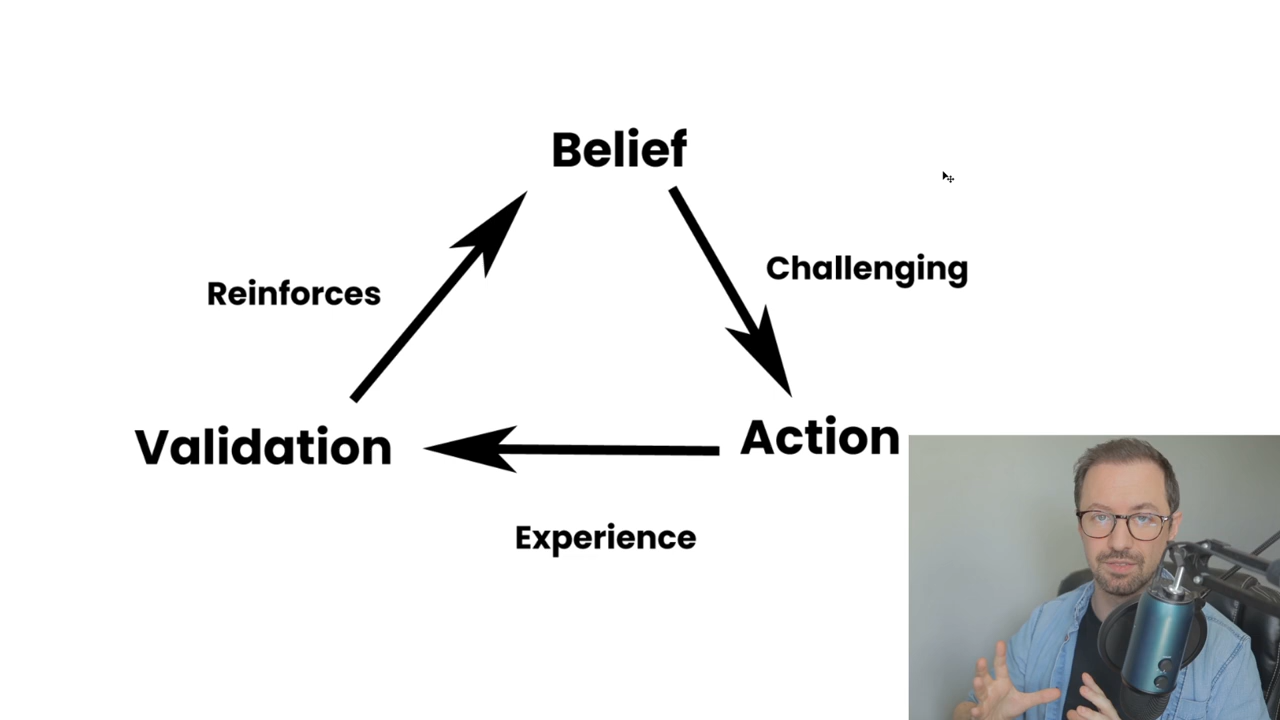 Belief
Challenging
Reinforces
Action
Validation
Experience